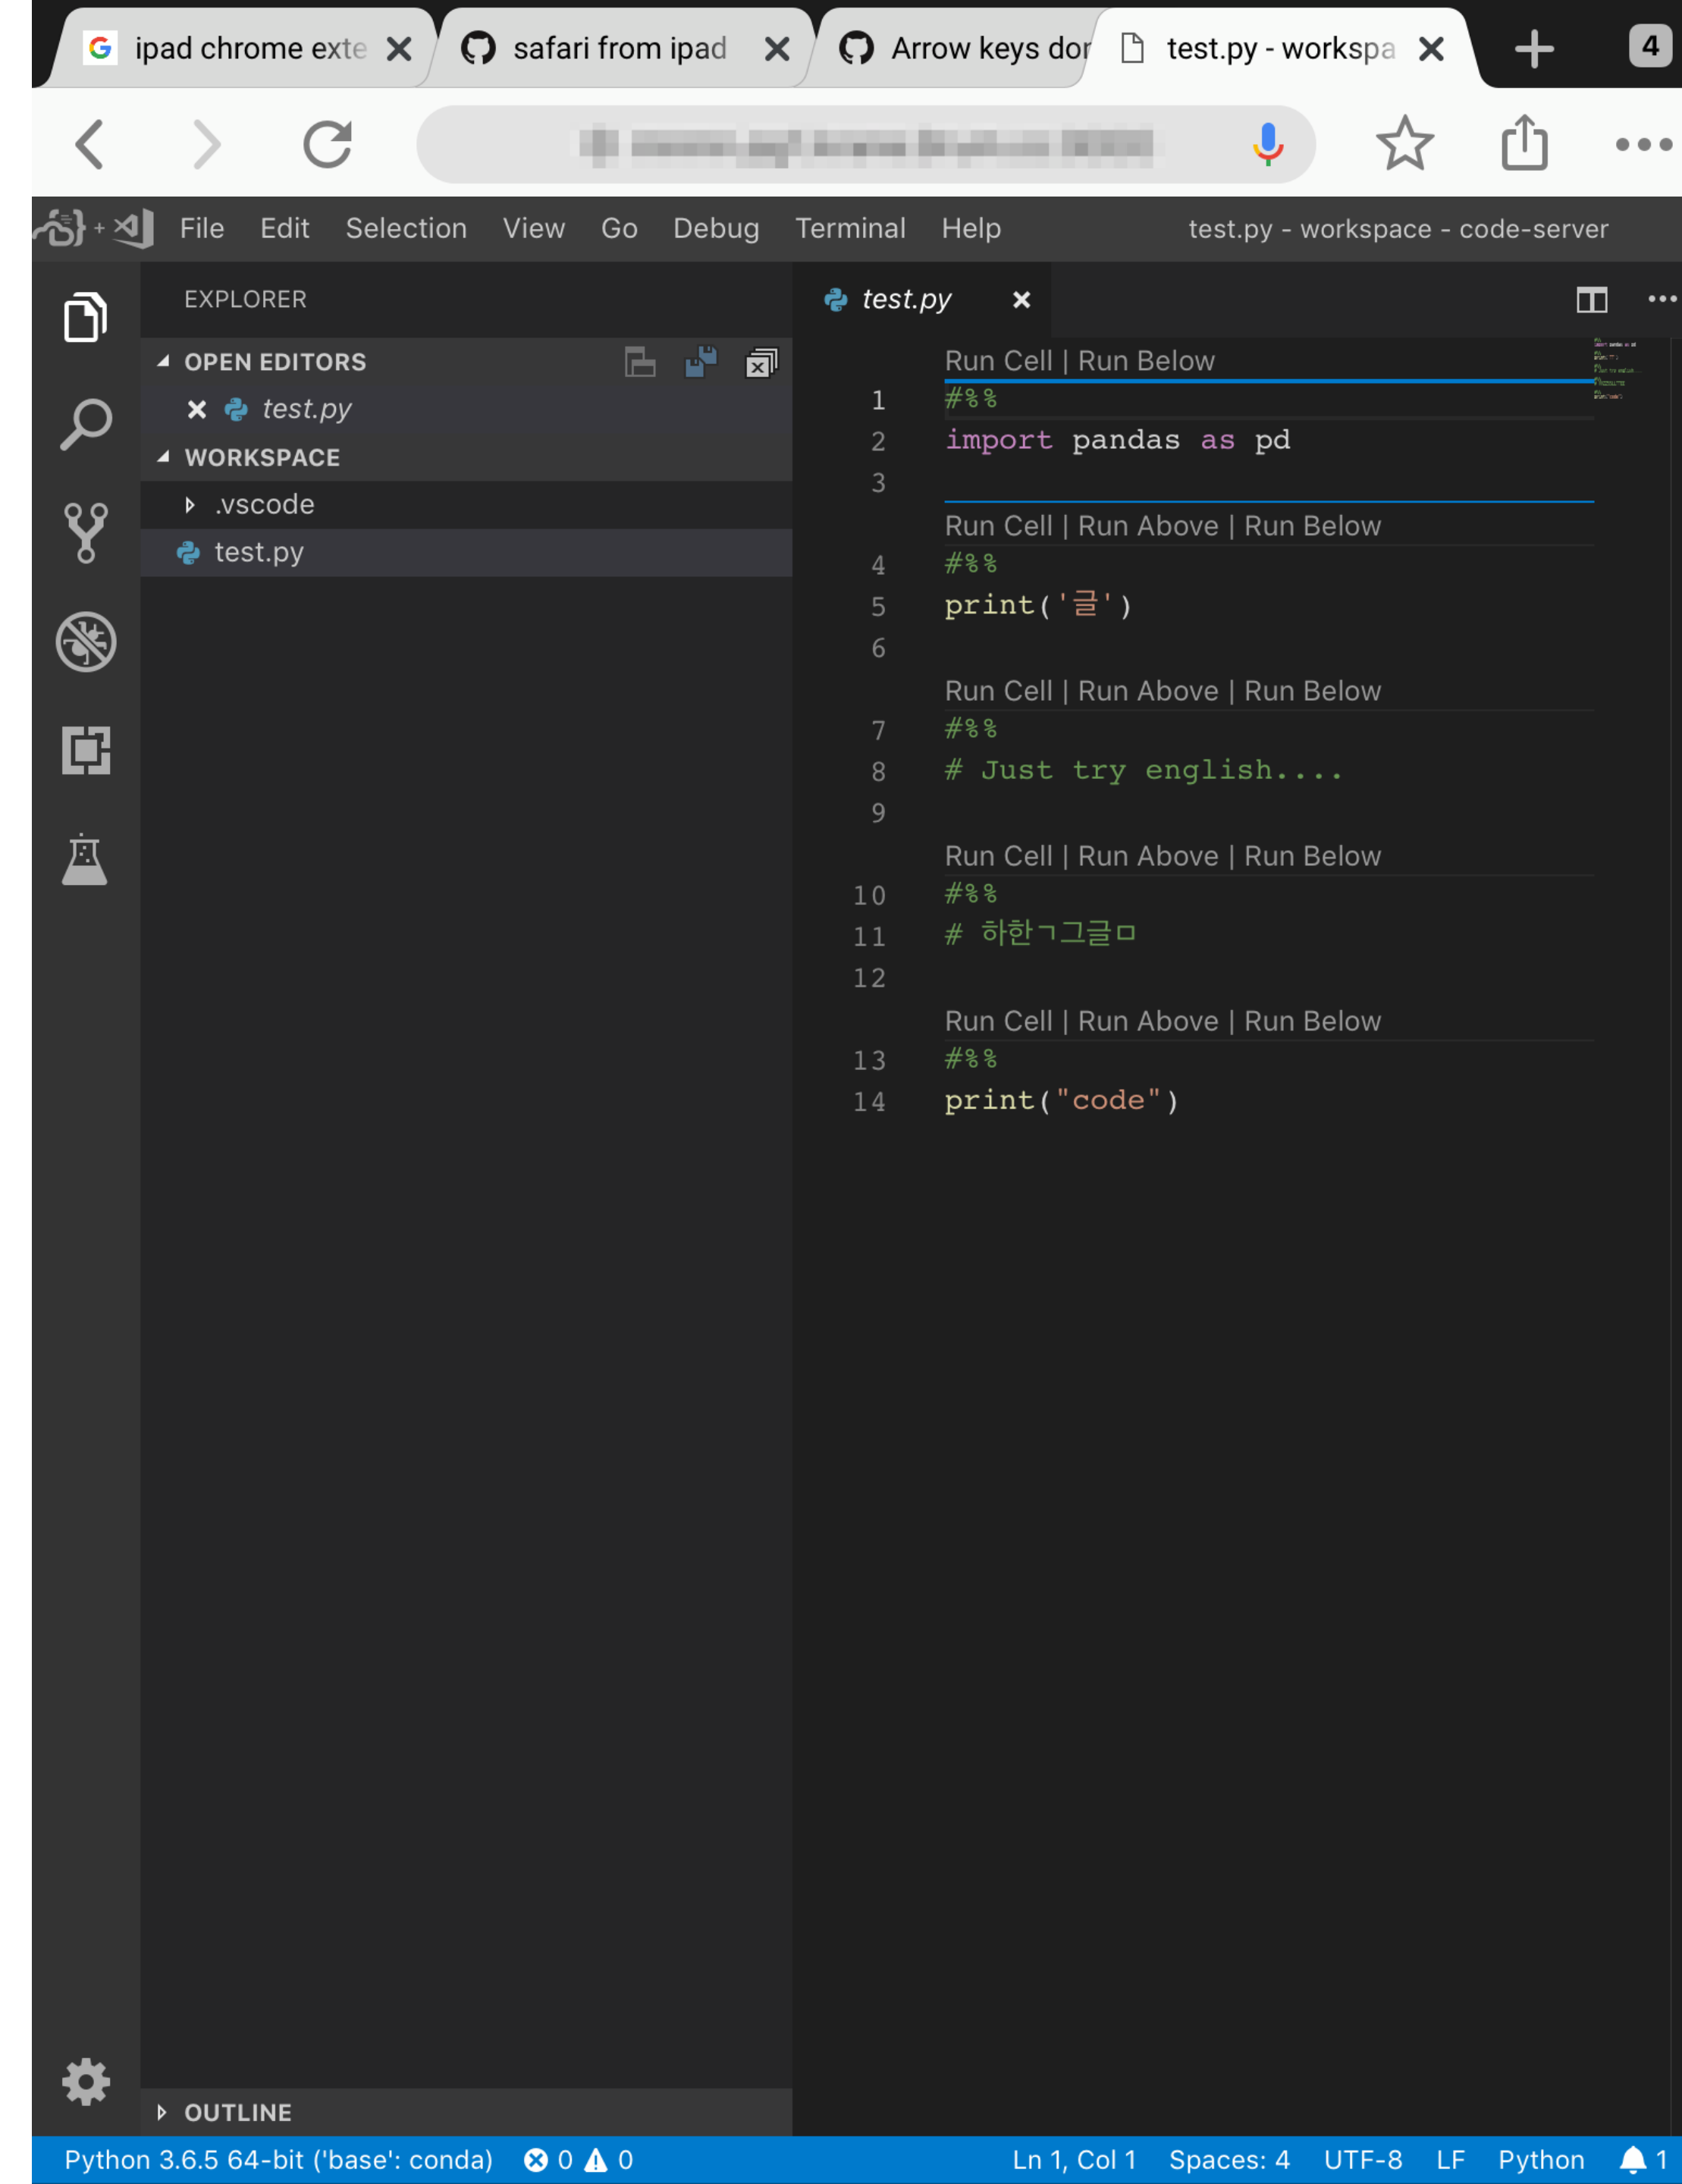 ipad chrome exte
safari from ipad
Arrow keys don
test.py - workspa
4
File Edit Selection View Go Debug Terminal Help
test.py - workspace - code-server
EXPLORER
OPEN EDITORS
test.py
WORKSPACE
.vscode
test.py
OUTLINE
test.py
Run Cell | Run Below
1 #%%
2 import pandas as pd
3
Run Cell | Run Above | Run Below
4 #%%
5 print('글')
6
Run Cell | Run Above | Run Below
7 #%%
8 # Just try english....
9
Run Cell | Run Above | Run Below
10 #%%
11 # 하한ㄱ그글ㅁ
12
Run Cell | Run Above | Run Below
13 #%%
14 print("code")
Python 3.6.5 64-bit ('base': conda) 0 0 Ln 1, Col 1 Spaces: 4 UTF-8 LF Python 1